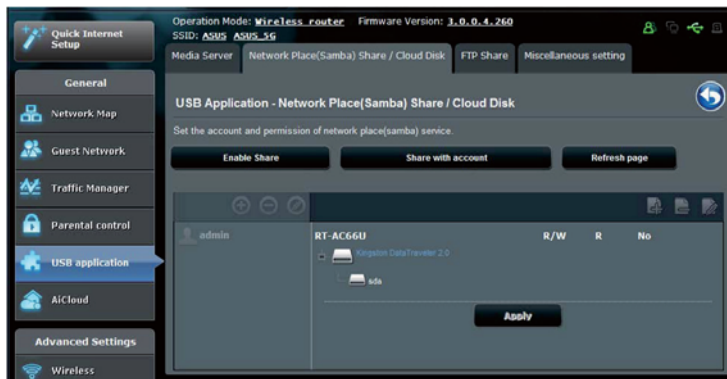 Quick Internet
Setup
Operation Mode: Wireless router Firmware Version: 3.0.0.4.260
SSID: ASUS ASUS_5G
Media Server Network Place(Samba) Share / Cloud Disk FTP Share Miscellaneous setting
General
Network Map
Guest Network
Traffic Manager
Parental control
USB application
AiCloud
Advanced Settings
Wireless
USB Application - Network Place(Samba) Share / Cloud Disk
Set the account and permission of network place(samba) service.
Enable Share Share with account Refresh page
admin
RT-AC66U R/W R No
Kingston DataTraveler 2.0
sda
Apply